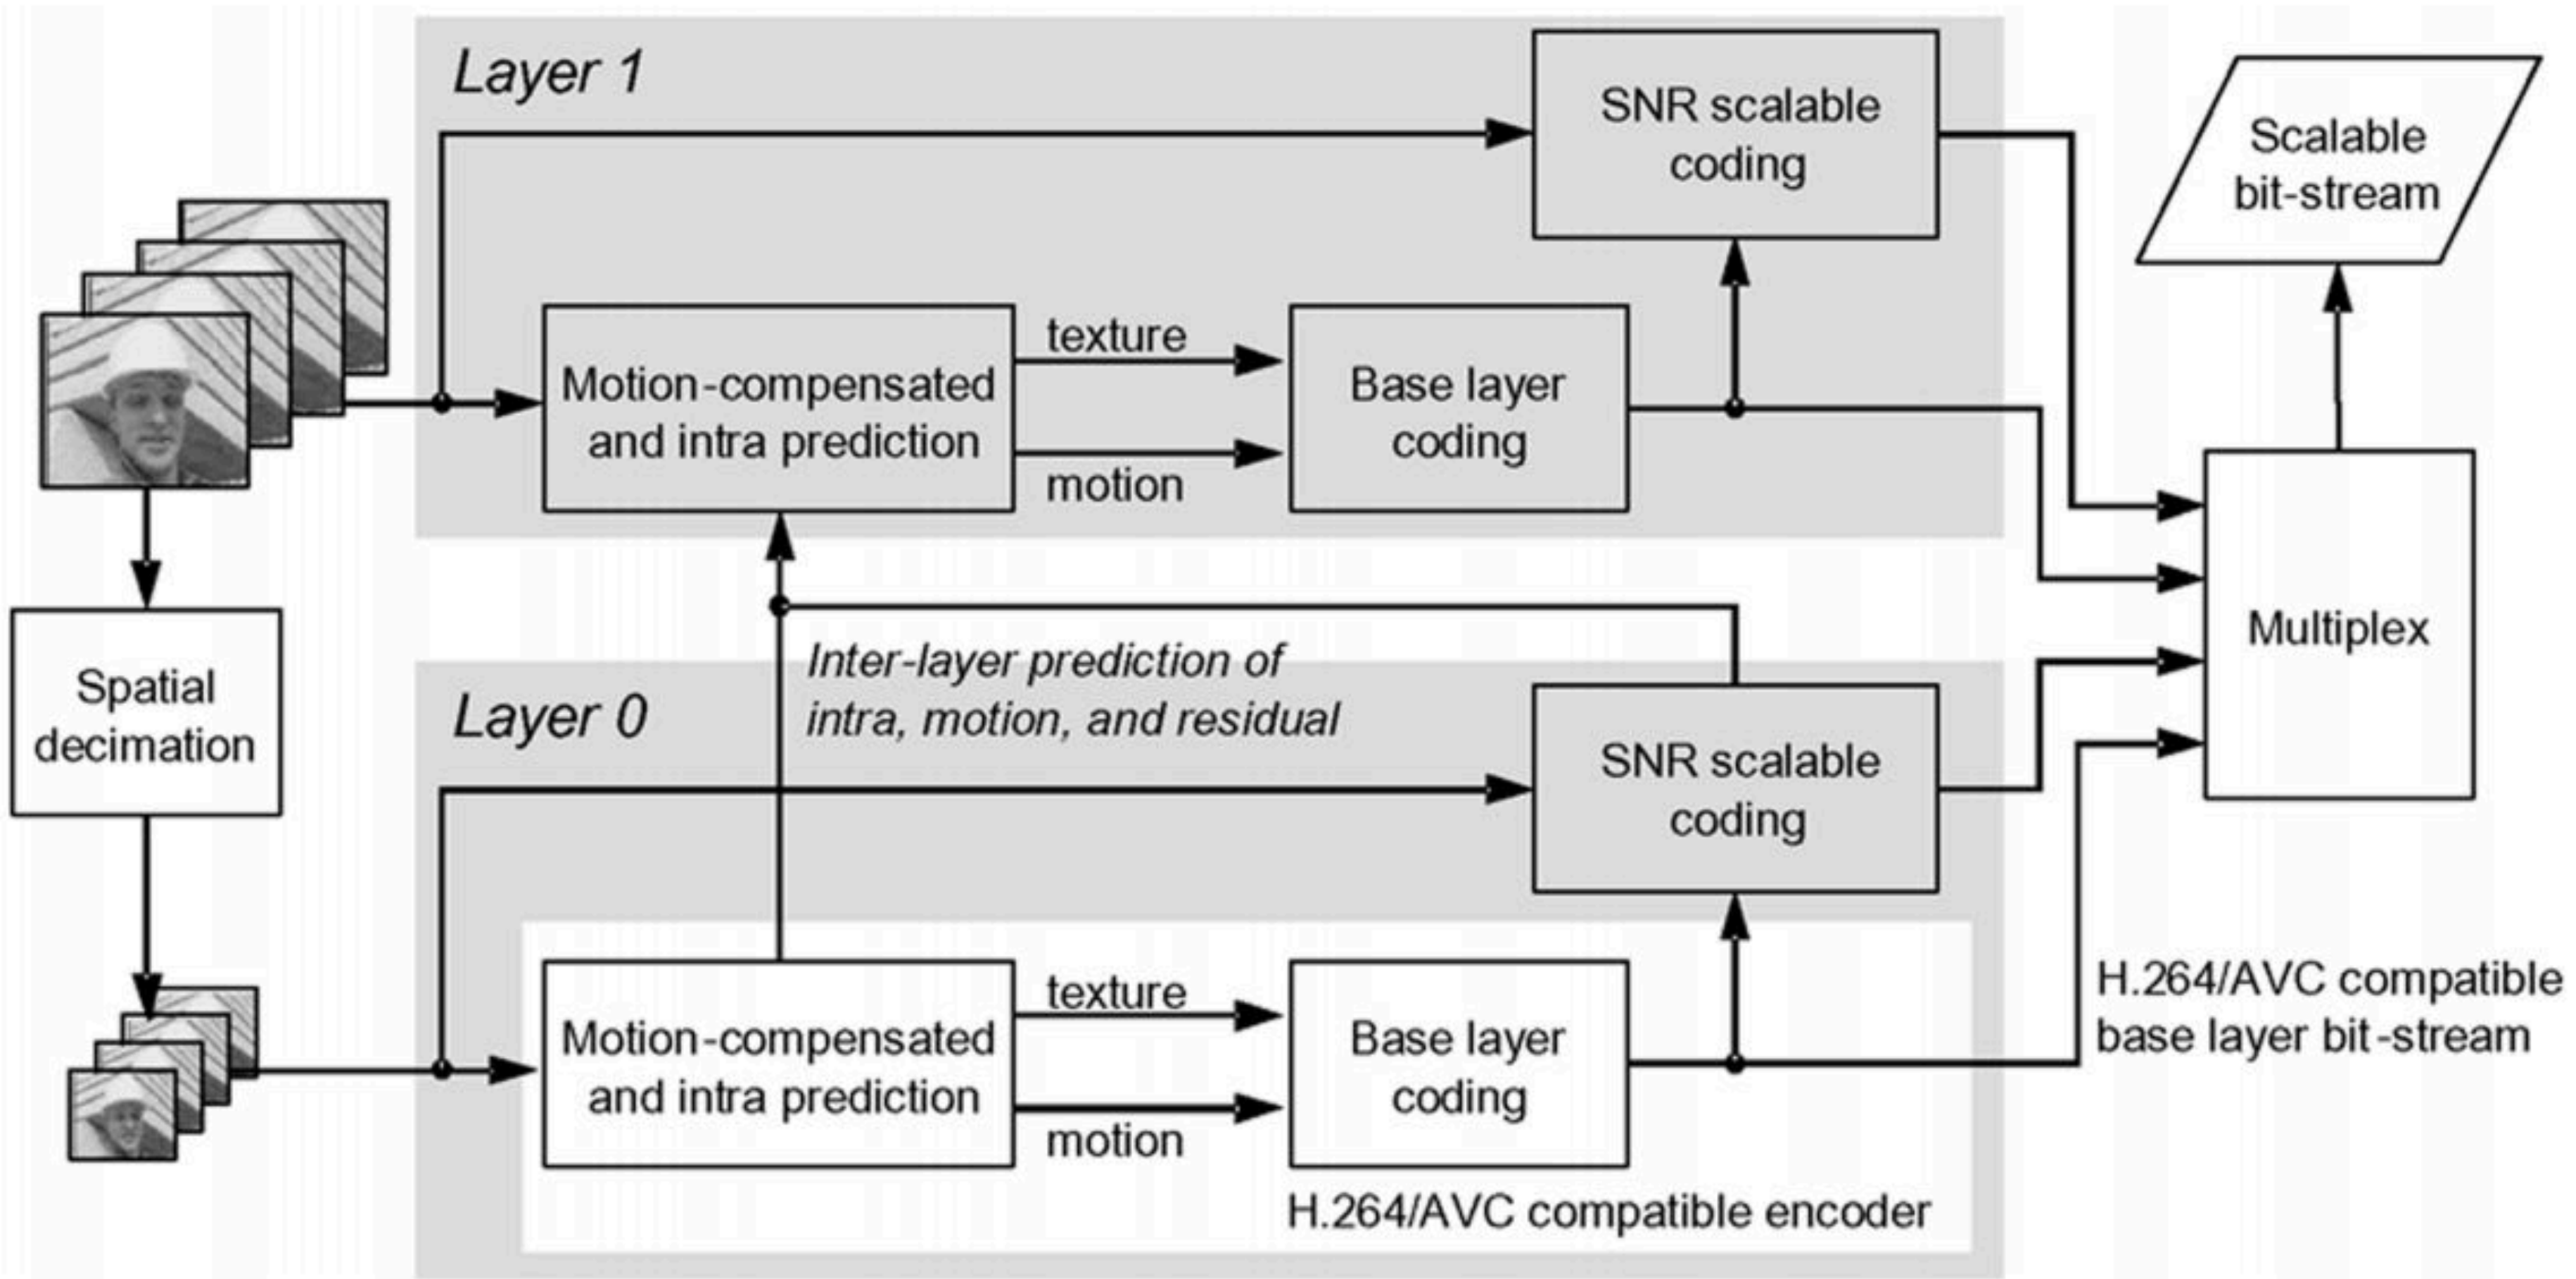 Layer 1
SNR scalable
coding
Scalable
bit-stream
texture
Motion-compensated
and intra prediction
motion
Base layer
coding
Multiplex
Spatial
decimation
Inter-layer prediction of
intra, motion, and residual
Layer 0
SNR scalable
coding
texture
Motion-compensated
and intra prediction
motion
Base layer
coding
H.264/AVC compatible
base layer bit-stream
H.264/AVC compatible encoder